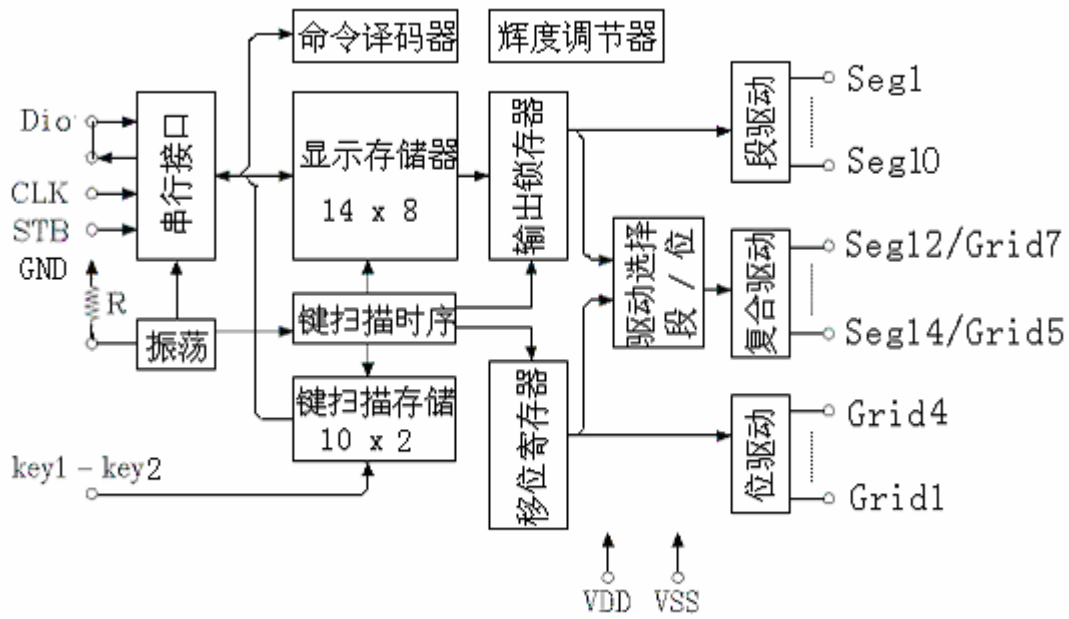 命令译码器
辉度调节器
Dio
CLK
STB
GND
R
串行接口
显示存储器
14 x 8
输出锁存器
段驱动
Seg1
Seg10
驱动选择
段/位
复合驱动
Seg12/Grid7
Seg14/Grid5
振荡
键扫描时序
键扫描存储
10 x 2
移位寄存器
位驱动
Grid4
Grid1
key1-key2
VDD
VSS